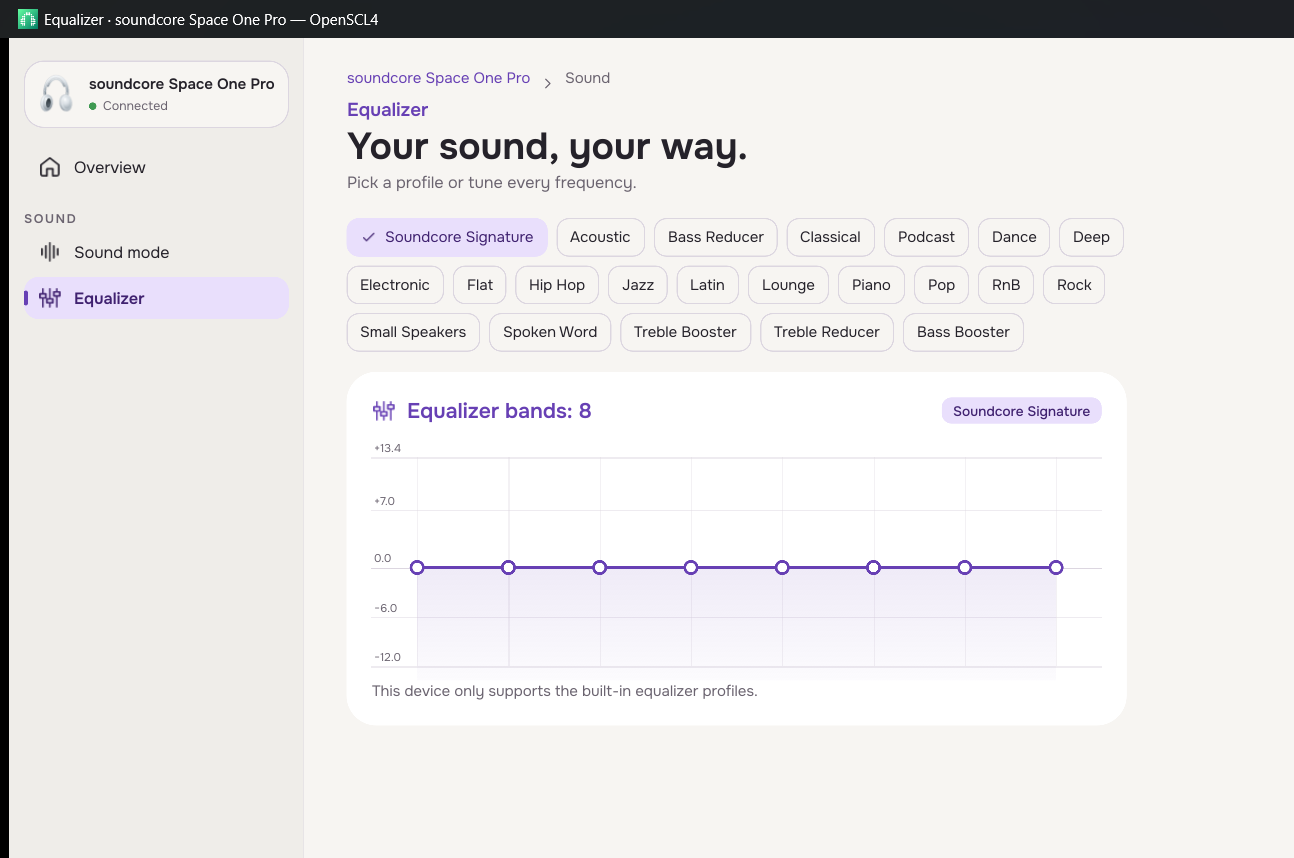 Equalizer · soundcore Space One Pro — OpenSCL4
soundcore Space One Pro
Connected
Overview
SOUND
Sound mode
Equalizer
soundcore Space One Pro > Sound
Equalizer
Your sound, your way.
Pick a profile or tune every frequency.
Soundcore Signature Acoustic Bass Reducer Classical Podcast Dance Deep
Electronic Flat Hip Hop Jazz Latin Lounge Piano Pop RnB Rock
Small Speakers Spoken Word Treble Booster Treble Reducer Bass Booster
Equalizer bands: 8 Soundcore Signature
+13.4
+7.0
0.0
−6.0
−12.0
This device only supports the built-in equalizer profiles.